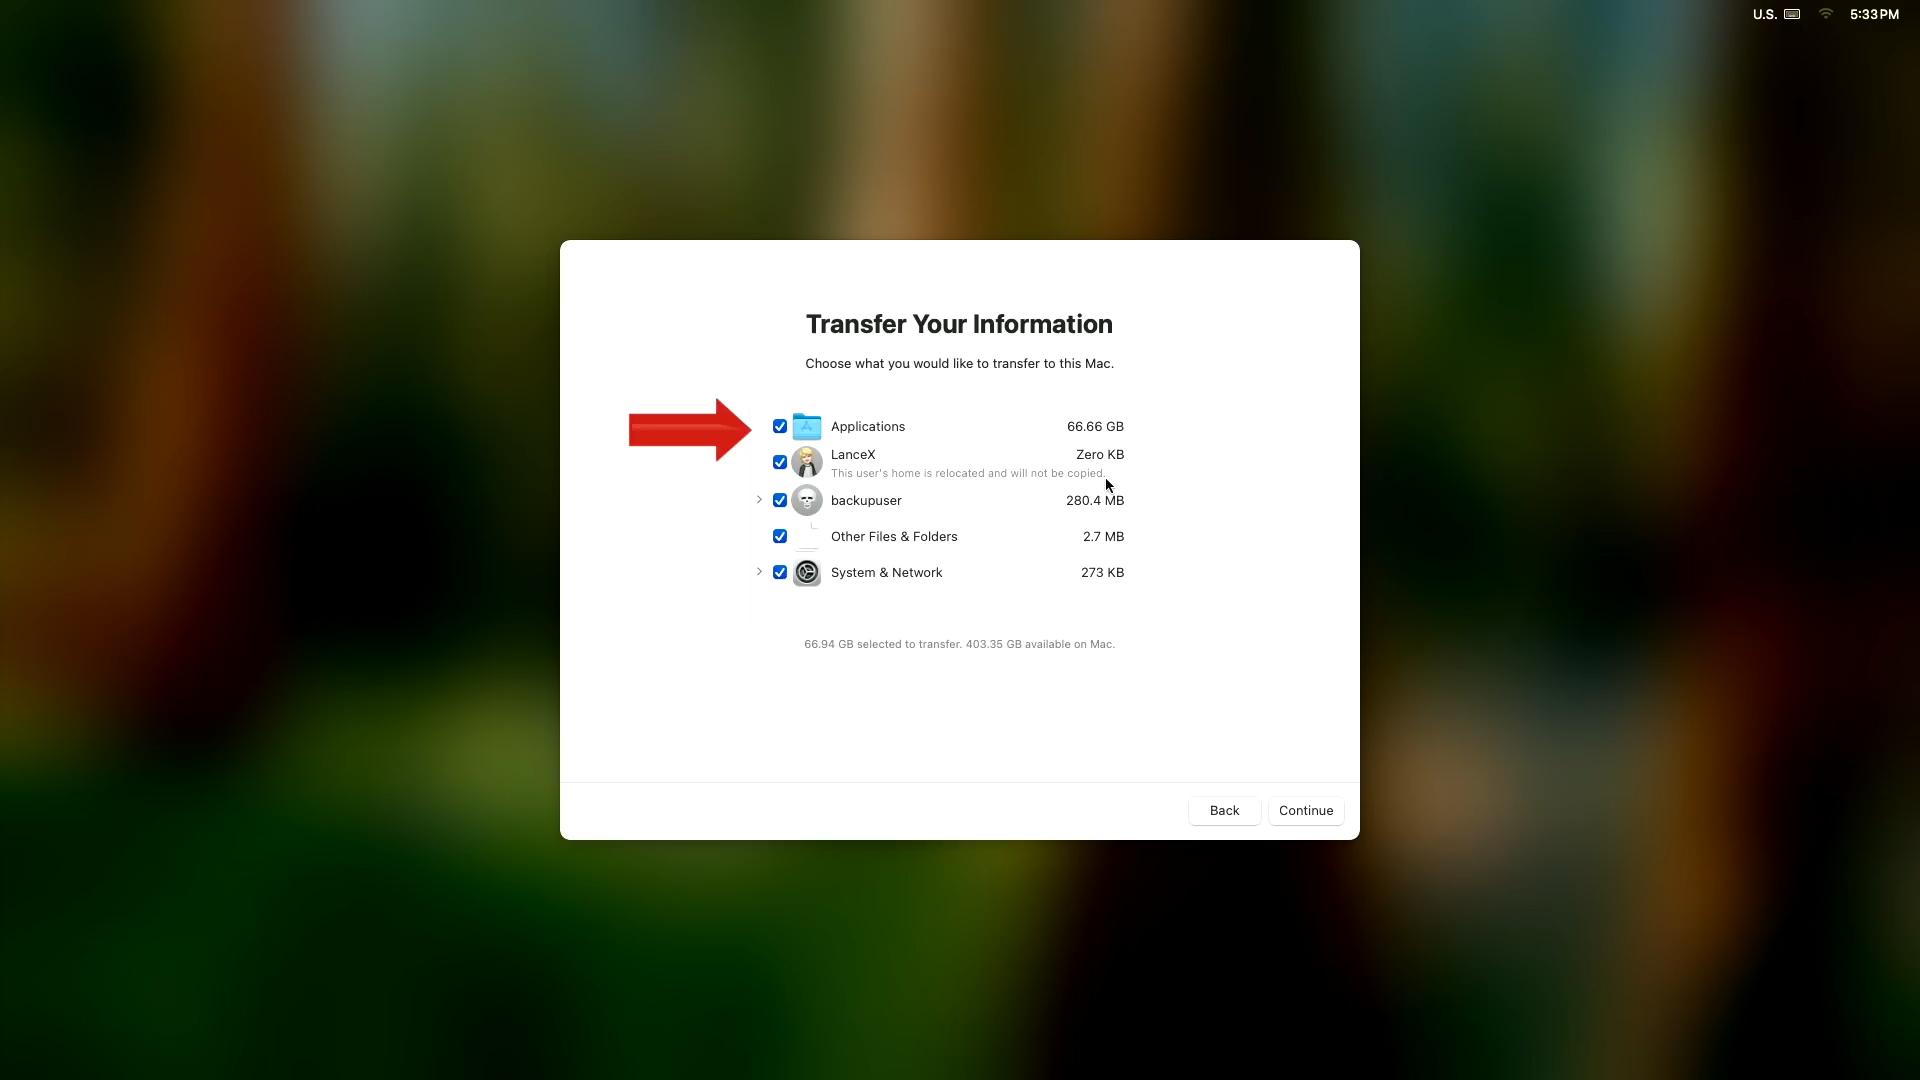 U.S. 5:33 PM
Transfer Your Information
Choose what you would like to transfer to this Mac.
Applications 66.66 GB
LanceX Zero KB
This user's home is relocated and will not be copied.
backupuser 280.4 MB
Other Files & Folders 2.7 MB
System & Network 273 KB
66.94 GB selected to transfer. 403.35 GB available on Mac.
Back Continue